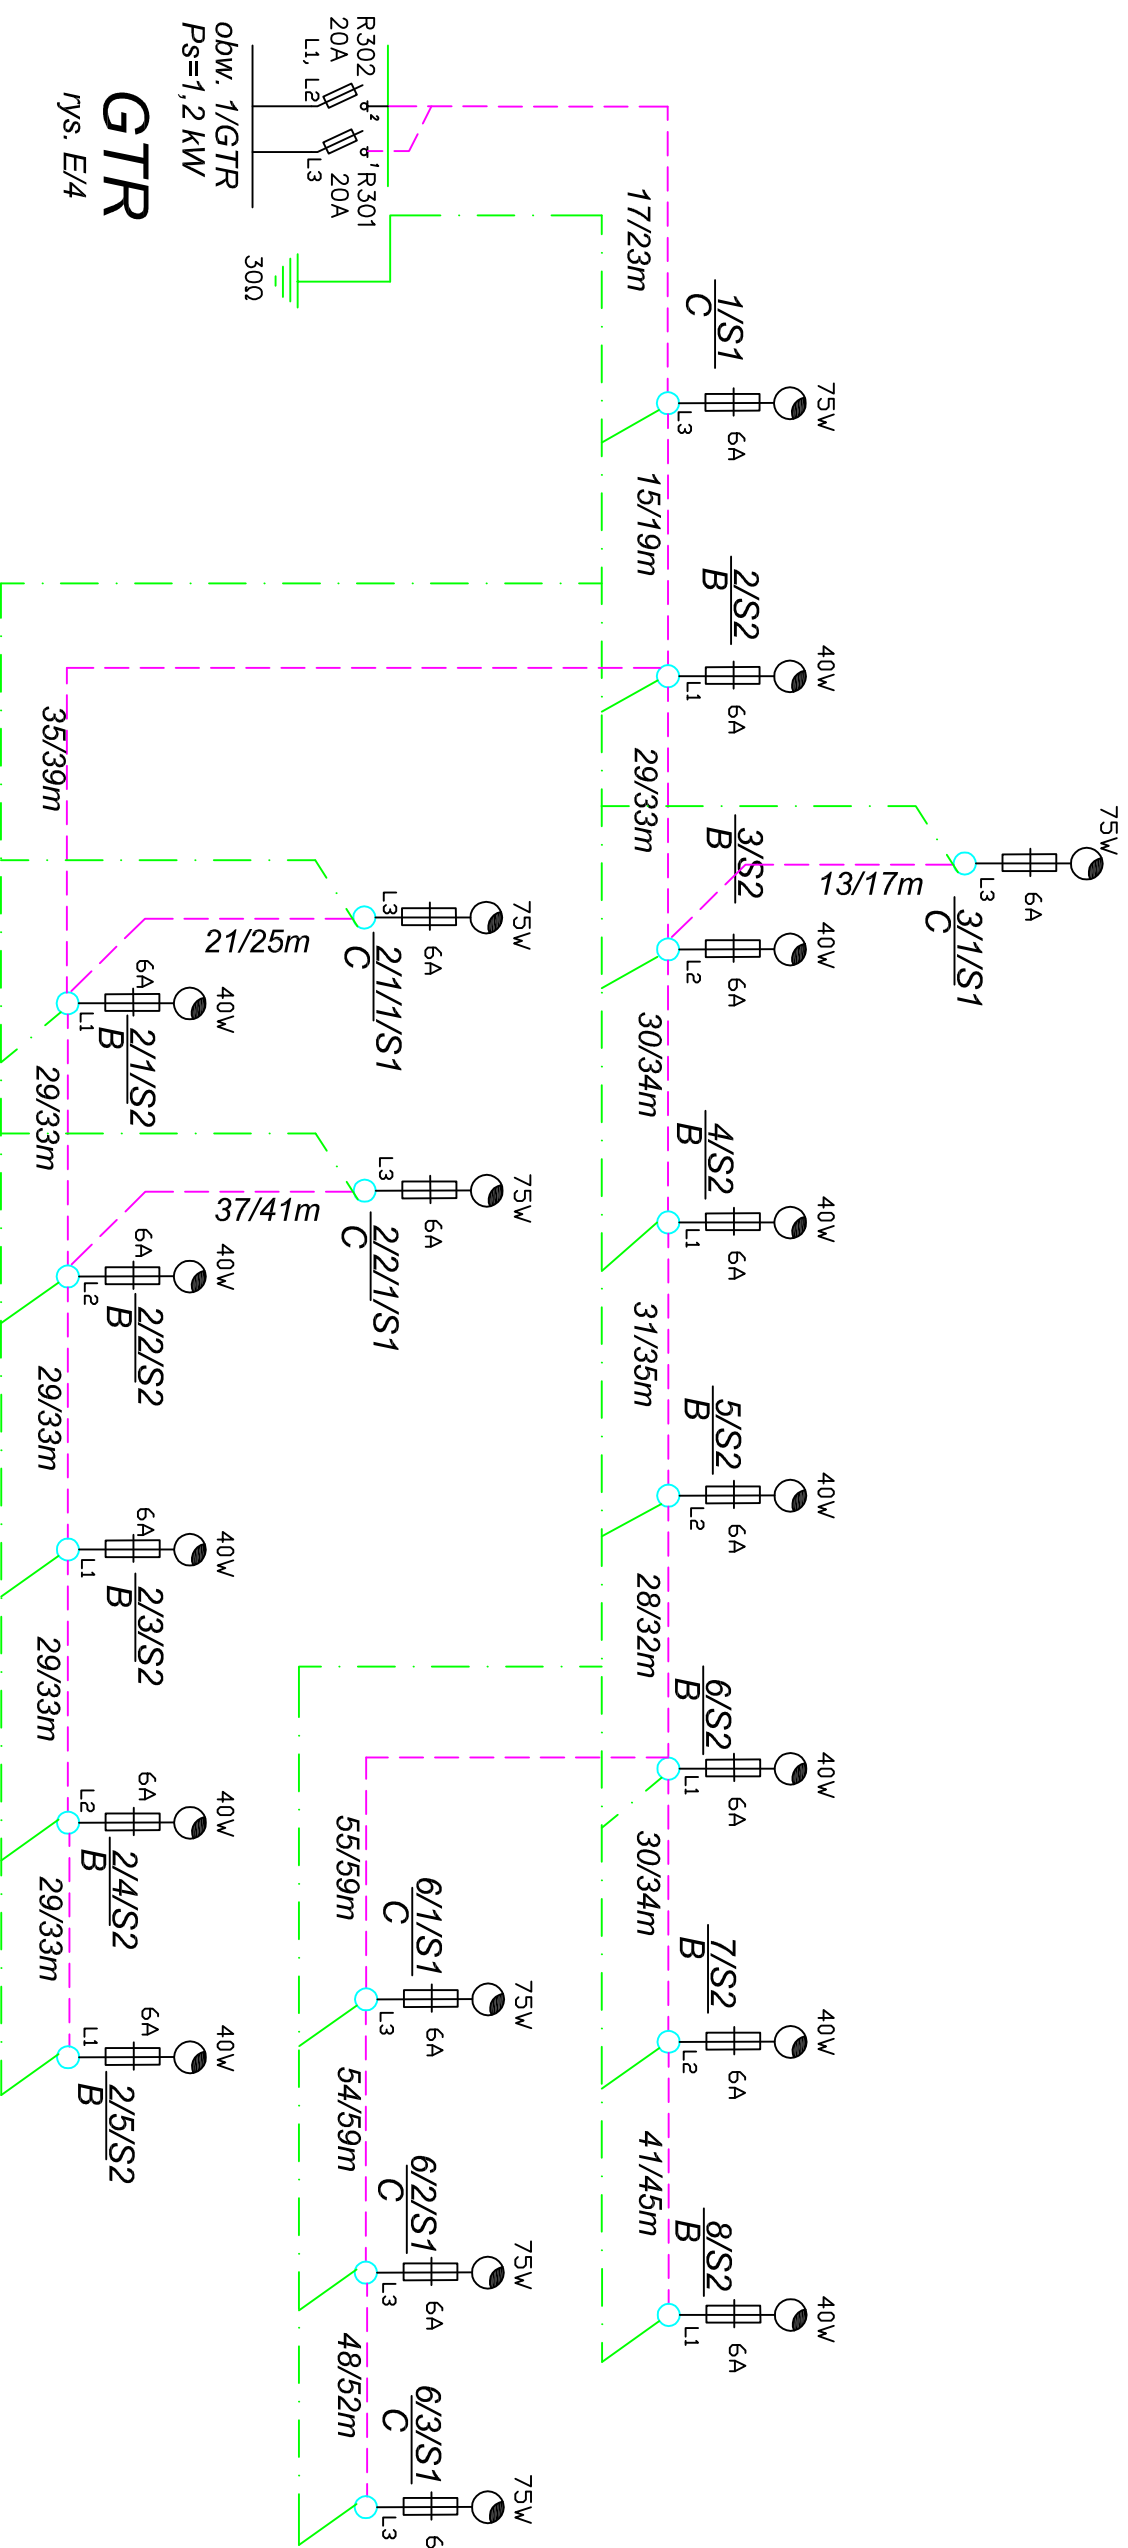 R302
20A
L1, L2
R301
20A
L3
obw. 1/GTR
Ps=1,2 kW
GTR
rys. E/4
30Ω
17/23m
1/S1
C
75W
6A
L3
15/19m
2/S2
B
40W
6A
L1
29/33m
3/S2
B
40W
6A
L2
13/17m
3/1/S1
C
75W
6A
L3
30/34m
4/S2
B
40W
6A
L1
31/35m
5/S2
B
40W
6A
L2
28/32m
6/S2
B
40W
6A
L1
30/34m
7/S2
B
40W
6A
L2
41/45m
8/S2
B
40W
6A
L1
35/39m
2/1/S2
B
40W
6A
L1
21/25m
2/1/1/S1
C
75W
6A
L3
29/33m
2/2/S2
B
40W
6A
L2
37/41m
2/2/1/S1
C
75W
6A
L3
29/33m
2/3/S2
B
40W
6A
L1
29/33m
2/4/S2
B
40W
6A
L2
29/33m
2/5/S2
B
40W
6A
L1
55/59m
6/1/S1
C
75W
6A
L3
54/59m
6/2/S1
C
75W
6A
L3
48/52m
6/3/S1
C
75W
6
L3